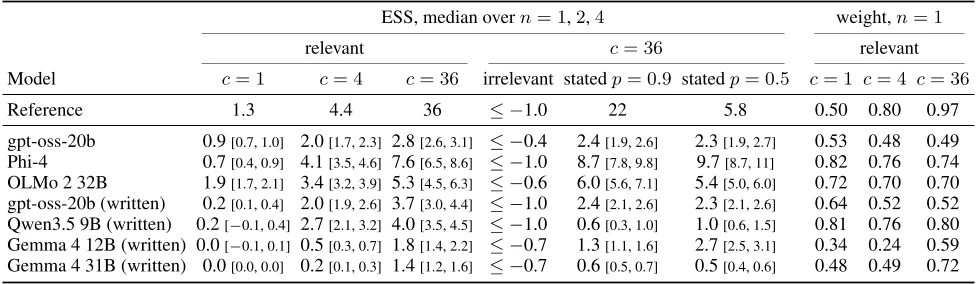 ESS, median over n = 1, 2, 4 weight, n = 1
relevant c = 36 relevant
Model c = 1 c = 4 c = 36 irrelevant stated p = 0.9 stated p = 0.5 c = 1 c = 4 c = 36
Reference 1.3 4.4 36 ≤ −1.0 22 5.8 0.50 0.80 0.97
gpt-oss-20b 0.9 [0.7, 1.0] 2.0 [1.7, 2.3] 2.8 [2.6, 3.1] ≤ −0.4 2.4 [1.9, 2.6] 2.3 [1.9, 2.7] 0.53 0.48 0.49
Phi-4 0.7 [0.4, 0.9] 4.1 [3.5, 4.6] 7.6 [6.5, 8.6] ≤ −1.0 8.7 [7.8, 9.8] 9.7 [8.7, 11] 0.82 0.76 0.74
OLMo 2 32B 1.9 [1.7, 2.1] 3.4 [3.2, 3.9] 5.3 [4.5, 6.3] ≤ −0.6 6.0 [5.6, 7.1] 5.4 [5.0, 6.0] 0.72 0.70 0.70
gpt-oss-20b (written) 0.2 [0.1, 0.4] 2.0 [1.9, 2.6] 3.7 [3.0, 4.4] ≤ −1.0 2.4 [2.1, 2.6] 2.3 [2.1, 2.6] 0.64 0.52 0.52
Qwen3.5 9B (written) 0.2 [−0.1, 0.4] 2.7 [2.1, 3.2] 4.0 [3.5, 4.5] ≤ −1.0 0.6 [0.3, 1.0] 1.0 [0.6, 1.5] 0.81 0.76 0.80
Gemma 4 12B (written) 0.0 [−0.1, 0.1] 0.5 [0.3, 0.7] 1.8 [1.4, 2.2] ≤ −0.7 1.3 [1.1, 1.6] 2.7 [2.5, 3.1] 0.34 0.24 0.59
Gemma 4 31B (written) 0.0 [0.0, 0.0] 0.2 [0.1, 0.3] 1.4 [1.2, 1.6] ≤ −0.7 0.6 [0.5, 0.7] 0.5 [0.4, 0.6] 0.48 0.49 0.72